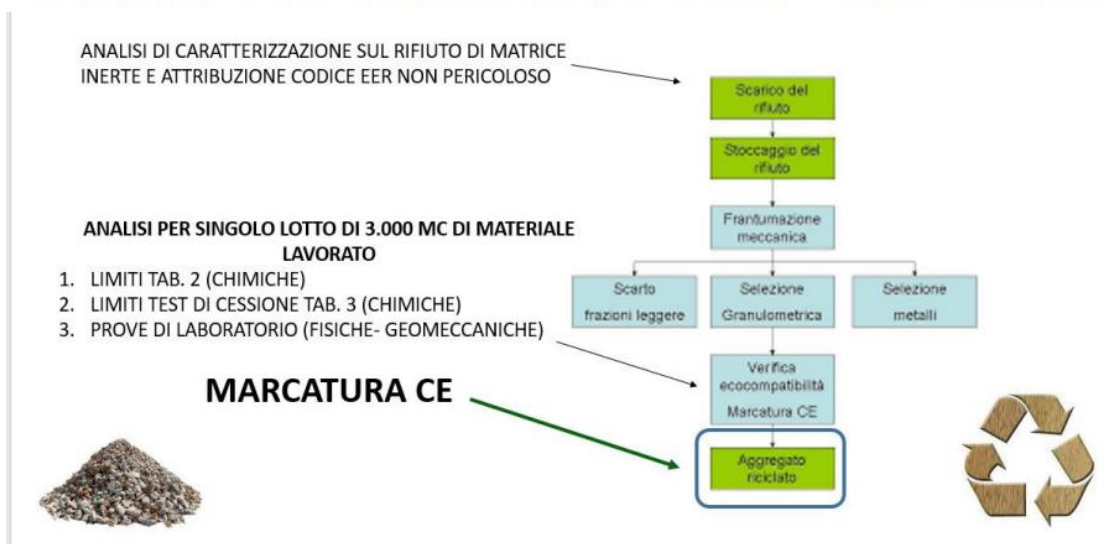 ANALISI DI CARATTERIZZAZIONE SUL RIFIUTO DI MATRICE
INERTE E ATTRIBUZIONE CODICE EER NON PERICOLOSO
Scarico del
rifiuto
Stoccaggio del
rifiuto
Frantumazione
meccanica
ANALISI PER SINGOLO LOTTO DI 3.000 MC DI MATERIALE
LAVORATO
1. LIMITI TAB. 2 (CHIMICHE)
2. LIMITI TEST DI CESSIONE TAB. 3 (CHIMICHE)
3. PROVE DI LABORATORIO (FISICHE- GEOMECCANICHE)
Scarto
frazioni leggere
Selezione
Granulometrica
Selezione
metalli
Verifica
ecocompatibilità
Marcatura CE
MARCATURA CE
Aggregato
riciclato